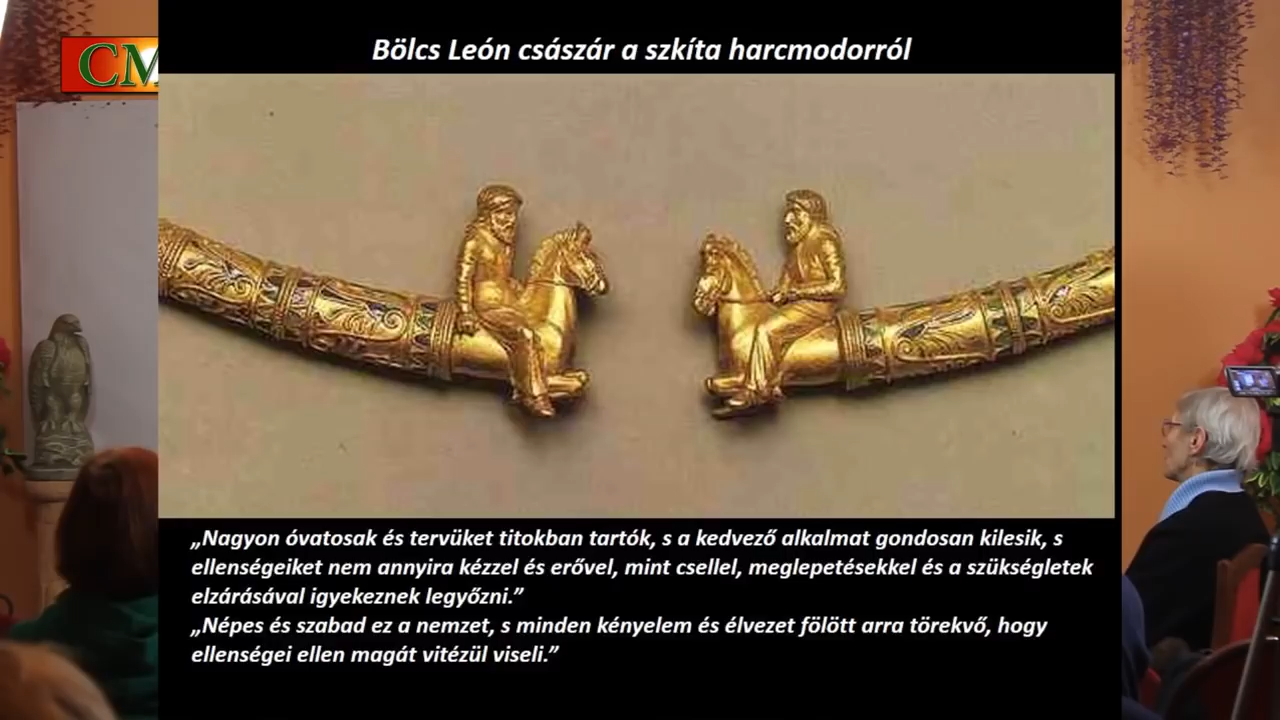 Bölcs León császár a szkíta harcmodorról
CM
„Nagyon óvatosak és tervüket titokban tartók, s a kedvező alkalmat gondosan kilesik, s
ellenségeiket nem annyira kézzel és erővel, mint csellel, meglepetésekkel és a szükségletek
elzárásával igyekeznek legyőzni.”
„Népes és szabad ez a nemzet, s minden kényelem és élvezet fölött arra törekvő, hogy
ellenségei ellen magát vitézül viseli.”